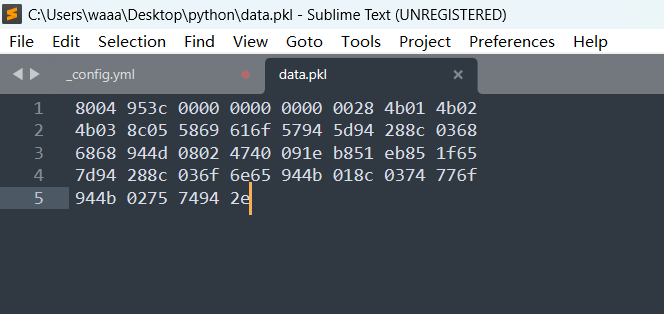 C:\Users\waaa\Desktop\python\data.pkl - Sublime Text (UNREGISTERED)
File Edit Selection Find View Goto Tools Project Preferences Help
_config.yml data.pkl
1 8004 953c 0000 0000 0000 0028 4b01 4b02
2 4b03 8c05 5869 616f 5794 5d94 288c 0368
3 6868 944d 0802 4740 091e b851 eb85 1f65
4 7d94 288c 036f 6e65 944b 018c 0374 776f
5 944b 0275 7494 2e